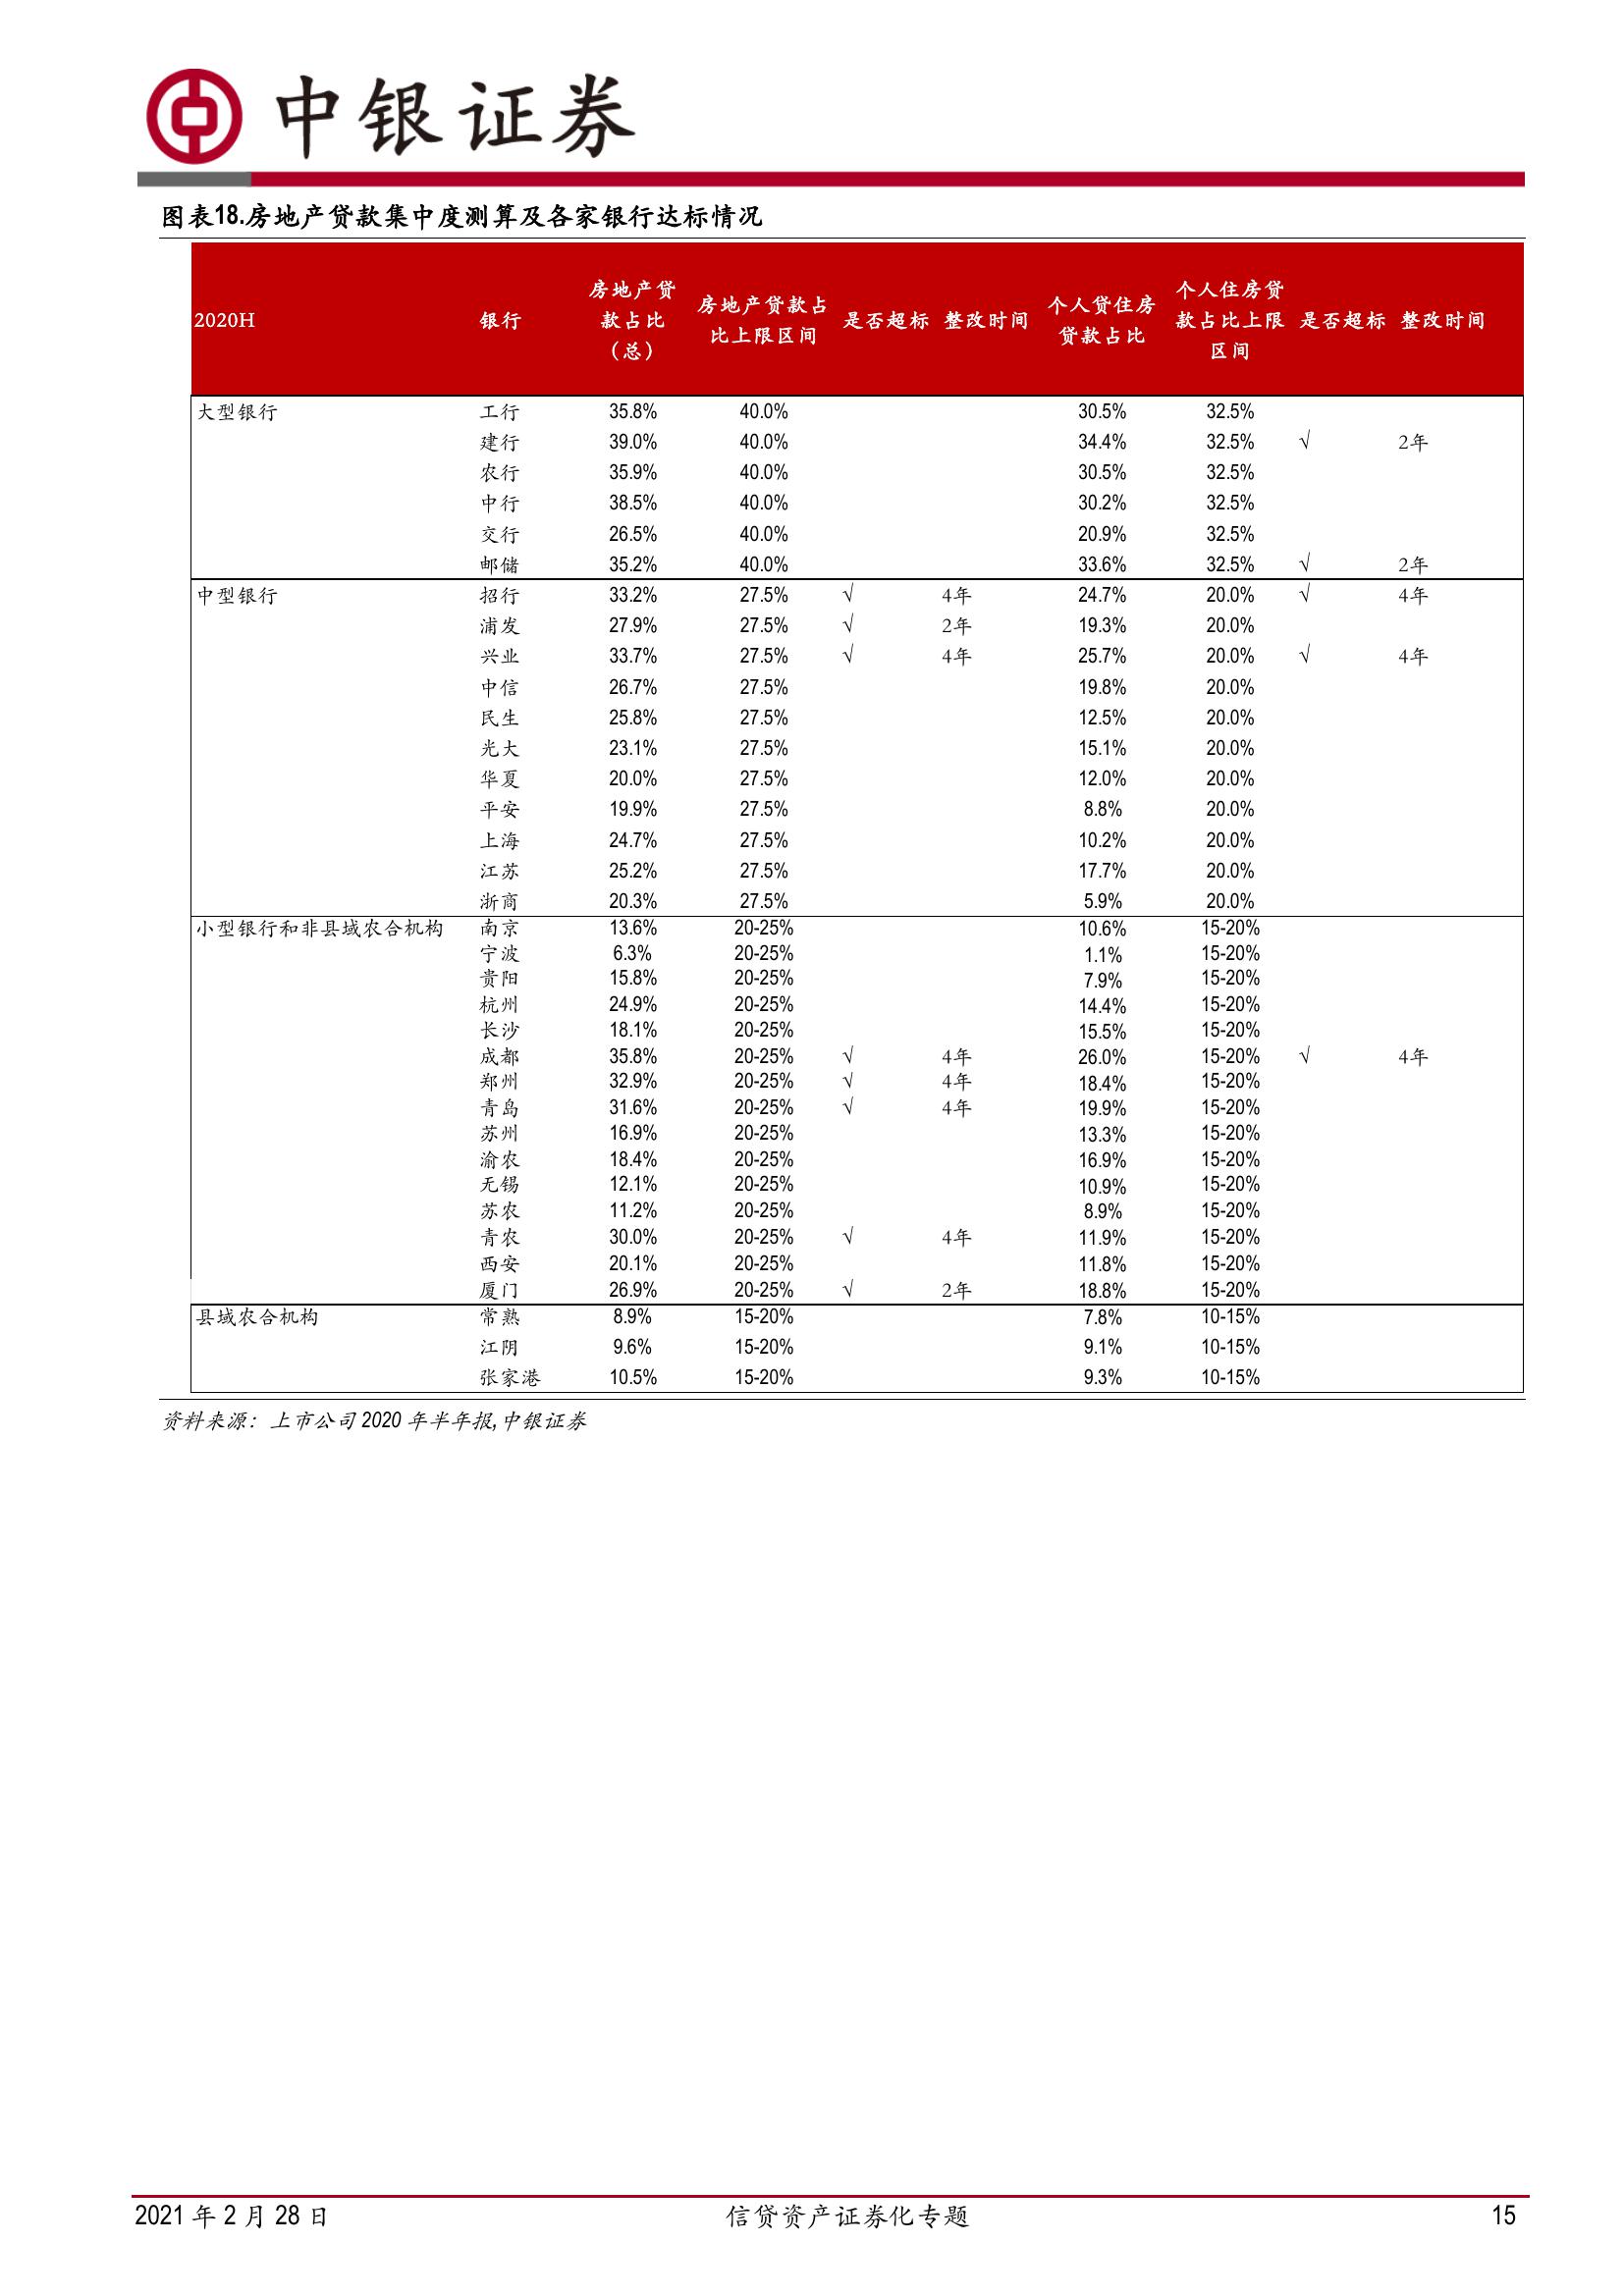 中银证券
图表18.房地产贷款集中度测算及各家银行达标情况
2020H 银行 房地产贷款占比（总） 房地产贷款占比上限区间 是否超标 整改时间 个人贷住房贷款占比 个人住房贷款占比上限区间 是否超标 整改时间
大型银行 工行 35.8% 40.0% 30.5% 32.5%
建行 39.0% 40.0% 34.4% 32.5% √ 2年
农行 35.9% 40.0% 30.5% 32.5%
中行 38.5% 40.0% 30.2% 32.5%
交行 26.5% 40.0% 20.9% 32.5%
邮储 35.2% 40.0% 33.6% 32.5% √ 2年
中型银行 招行 33.2% 27.5% √ 4年 24.7% 20.0% √ 4年
浦发 27.9% 27.5% √ 2年 19.3% 20.0%
兴业 33.7% 27.5% √ 4年 25.7% 20.0% √ 4年
中信 26.7% 27.5% 19.8% 20.0%
民生 25.8% 27.5% 12.5% 20.0%
光大 23.1% 27.5% 15.1% 20.0%
华夏 20.0% 27.5% 12.0% 20.0%
平安 19.9% 27.5% 8.8% 20.0%
上海 24.7% 27.5% 10.2% 20.0%
江苏 25.2% 27.5% 17.7% 20.0%
浙商 20.3% 27.5% 5.9% 20.0%
小型银行和非县域农合机构 南京 13.6% 20-25% 10.6% 15-20%
宁波 6.3% 20-25% 1.1% 15-20%
贵阳 15.8% 20-25% 7.9% 15-20%
杭州 24.9% 20-25% 14.4% 15-20%
长沙 18.1% 20-25% 15.5% 15-20%
成都 35.8% 20-25% √ 4年 26.0% 15-20% √ 4年
郑州 32.9% 20-25% √ 4年 18.4% 15-20%
青岛 31.6% 20-25% √ 4年 19.9% 15-20%
苏州 16.9% 20-25% 13.3% 15-20%
渝农 18.4% 20-25% 16.9% 15-20%
无锡 12.1% 20-25% 10.9% 15-20%
苏农 11.2% 20-25% 8.9% 15-20%
青农 30.0% 20-25% √ 4年 11.9% 15-20%
西安 20.1% 20-25% 11.8% 15-20%
厦门 26.9% 20-25% √ 2年 18.8% 15-20%
县域农合机构 常熟 8.9% 15-20% 7.8% 10-15%
江阴 9.6% 15-20% 9.1% 10-15%
张家港 10.5% 15-20% 9.3% 10-15%
资料来源：上市公司2020年半年报,中银证券
2021年2月28日 信贷资产证券化专题 15